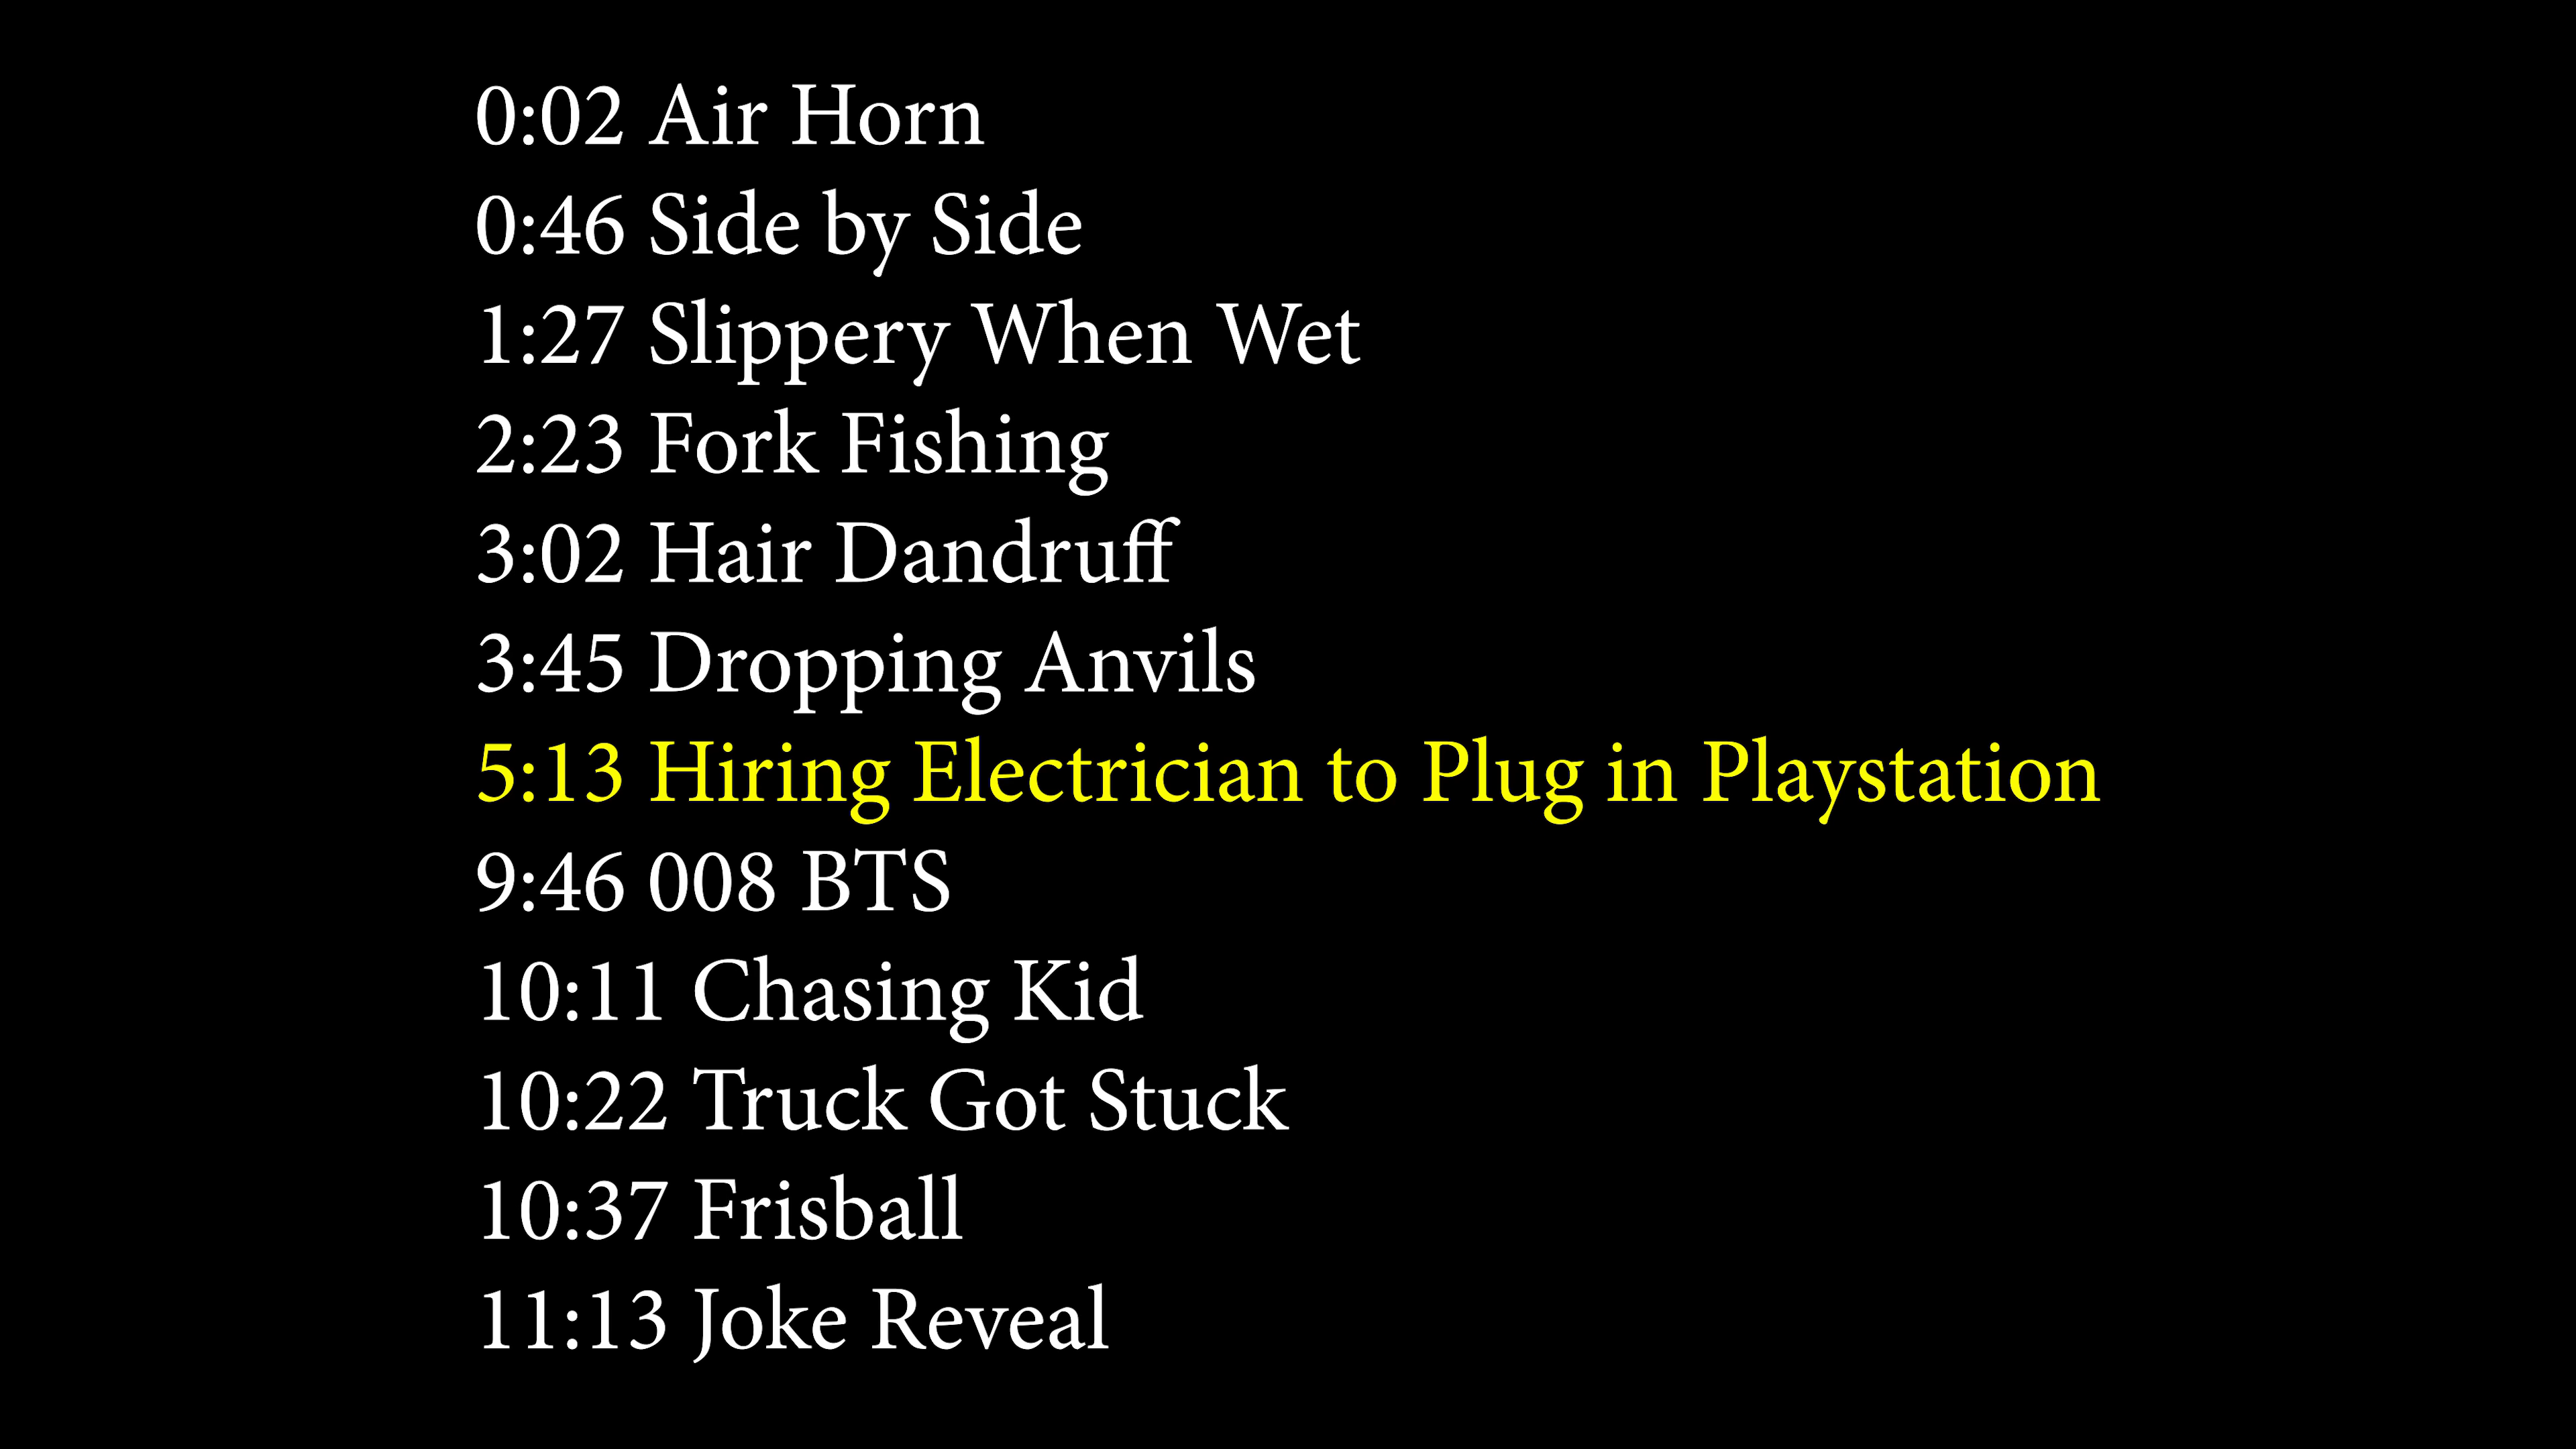 0:02 Air Horn
0:46 Side by Side
1:27 Slippery When Wet
2:23 Fork Fishing
3:02 Hair Dandruff
3:45 Dropping Anvils
5:13 Hiring Electrician to Plug in Playstation
9:46 008 BTS
10:11 Chasing Kid
10:22 Truck Got Stuck
10:37 Frisball
11:13 Joke Reveal